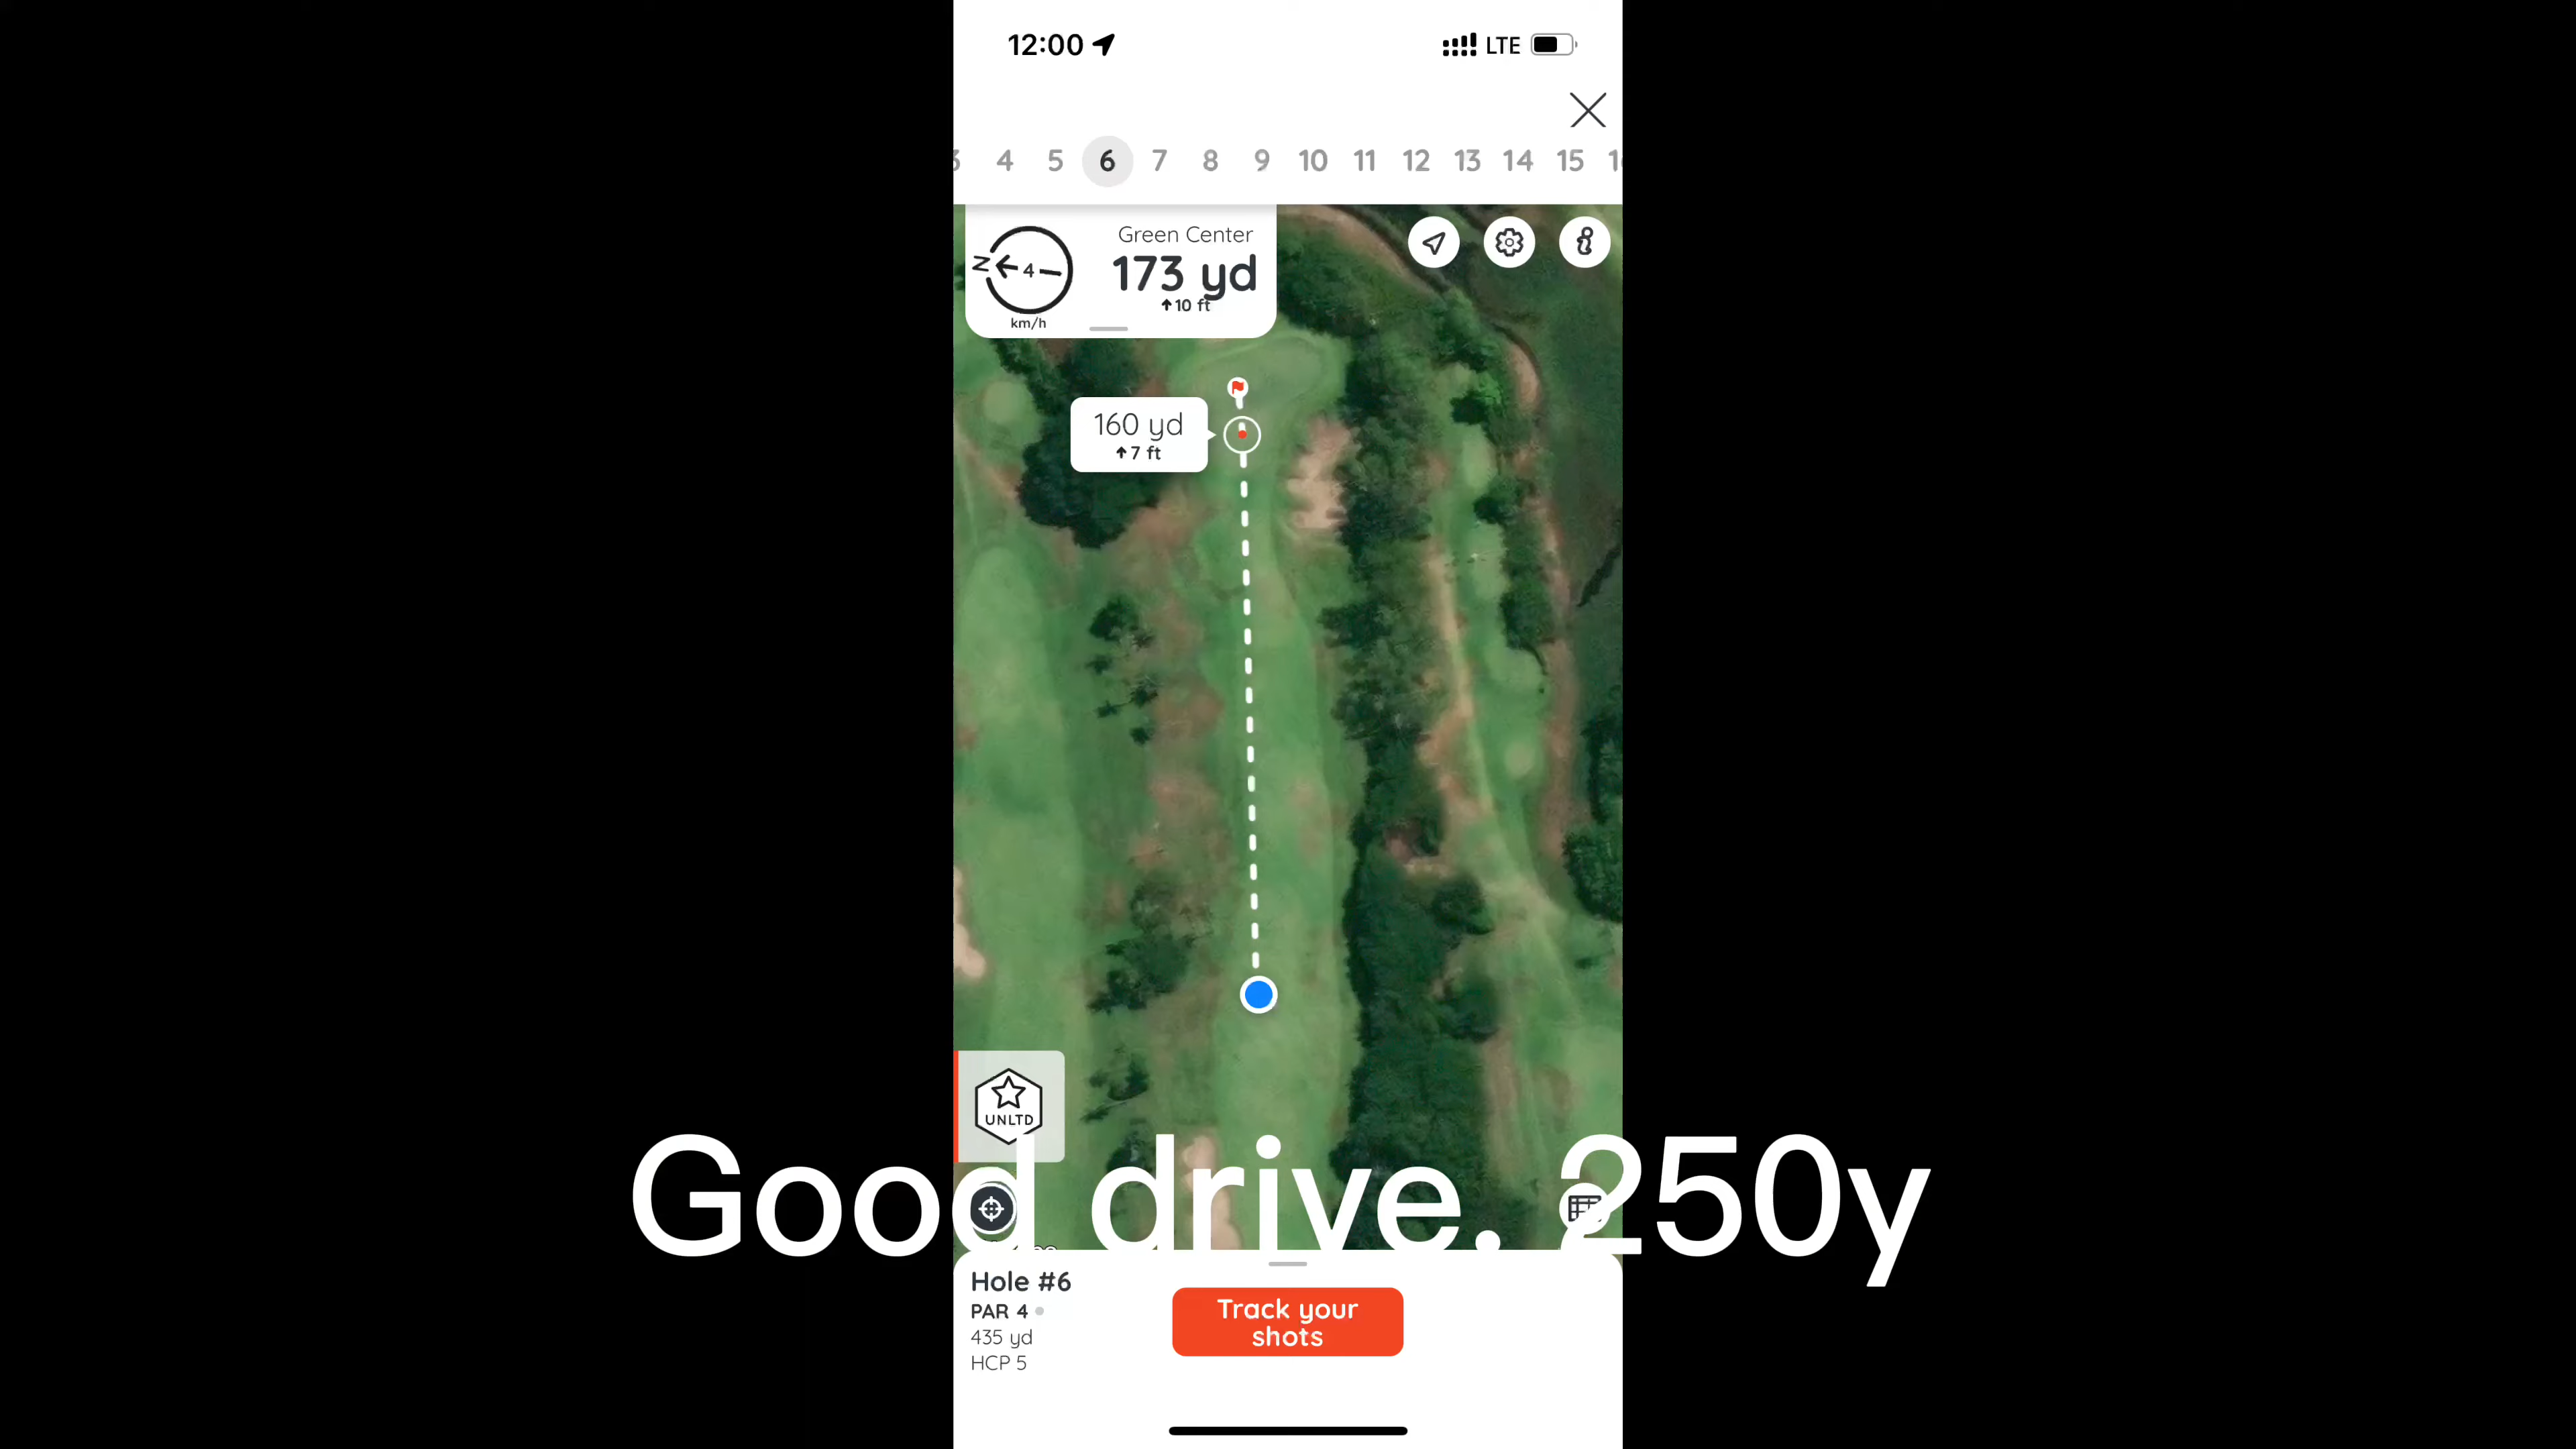 12:00 LTE
4 5 6 7 8 9 10 11 12 13 14 15
N 4 km/h
Green Center
173 yd
10 ft
160 yd
7 ft
UNLTD
Good drive. 250y
Hole #6
PAR 4
435 yd
HCP 5
Track your
shots